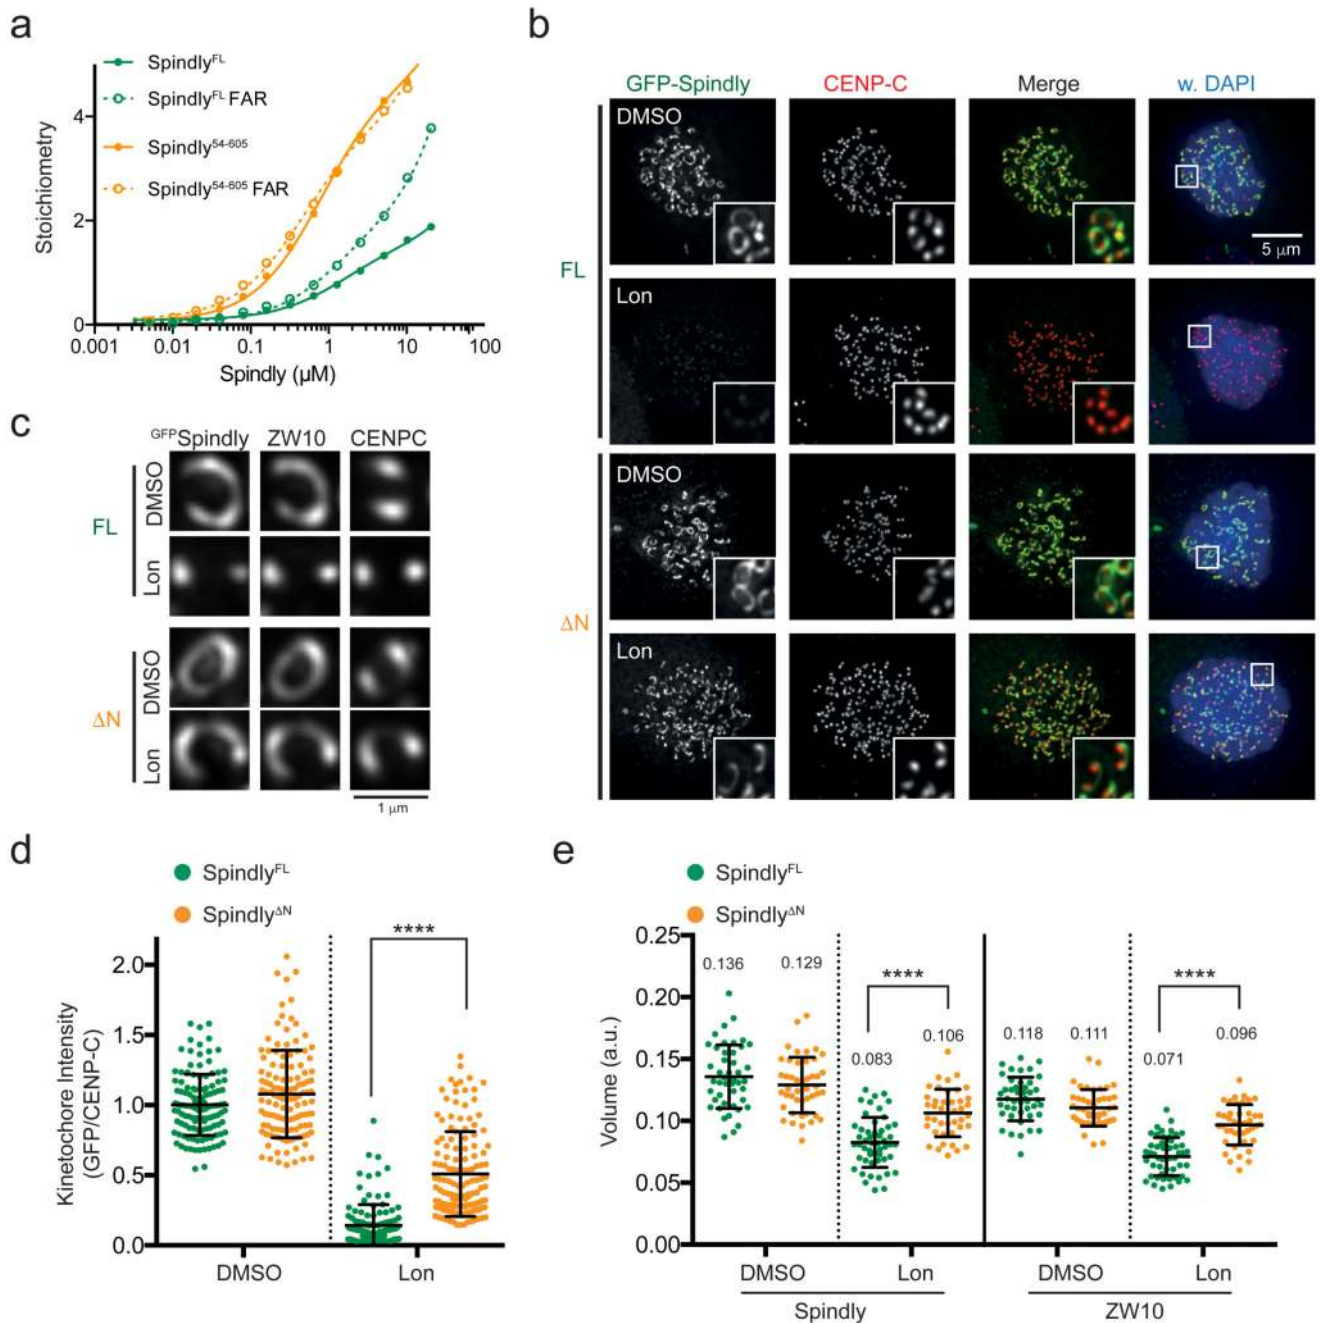 a
Spindly^FL
Spindly^FL FAR
Spindly^54-605
Spindly^54-605 FAR
Stoichiometry
4
2
0
0.001 0.01 0.1 1 10 100
Spindly (μM)
b
GFP-Spindly CENP-C Merge w. DAPI
FL
DMSO
5 μm
Lon
ΔN
DMSO
Lon
c
^GFP Spindly ZW10 CENPC
FL
DMSO
Lon
ΔN
DMSO
Lon
1 μm
d
Spindly^FL
Spindly^ΔN
Kinetochore Intensity
(GFP/CENP-C)
2.0
1.5
1.0
0.5
0.0
****
DMSO Lon
e
Spindly^FL
Spindly^ΔN
Volume (a.u.)
0.25
0.20
0.15
0.10
0.05
0.00
0.136 0.129 0.083 **** 0.106 0.118 0.111 0.071 **** 0.096
DMSO Lon DMSO Lon
Spindly ZW10